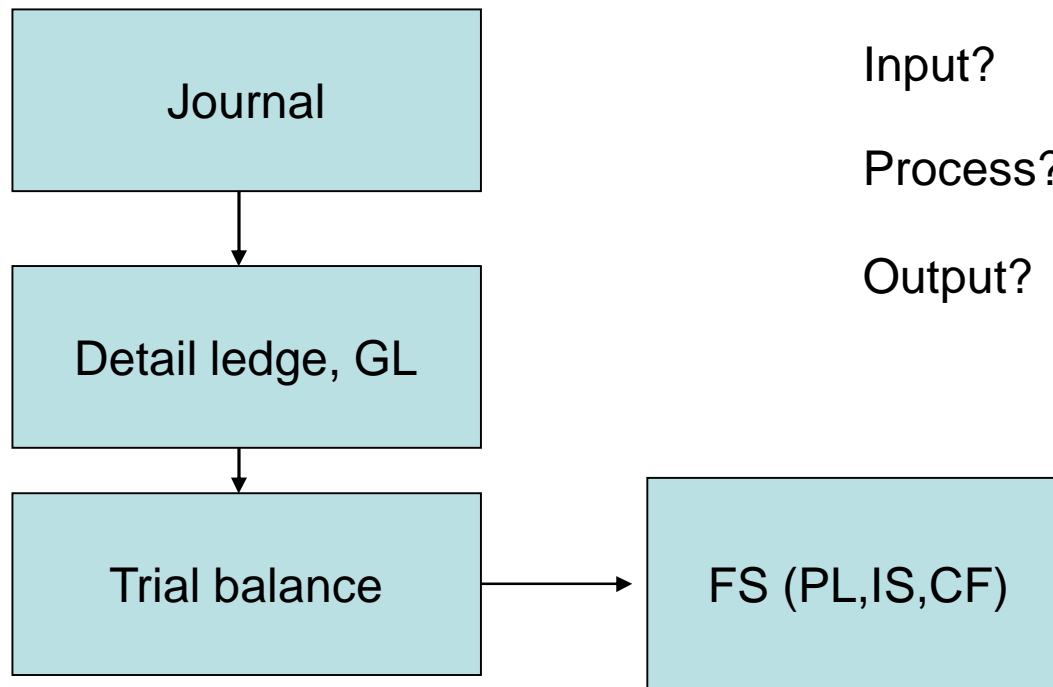 Journal
Input?
Process?
Output?
Detail ledge, GL
Trial balance
FS (PL,IS,CF)